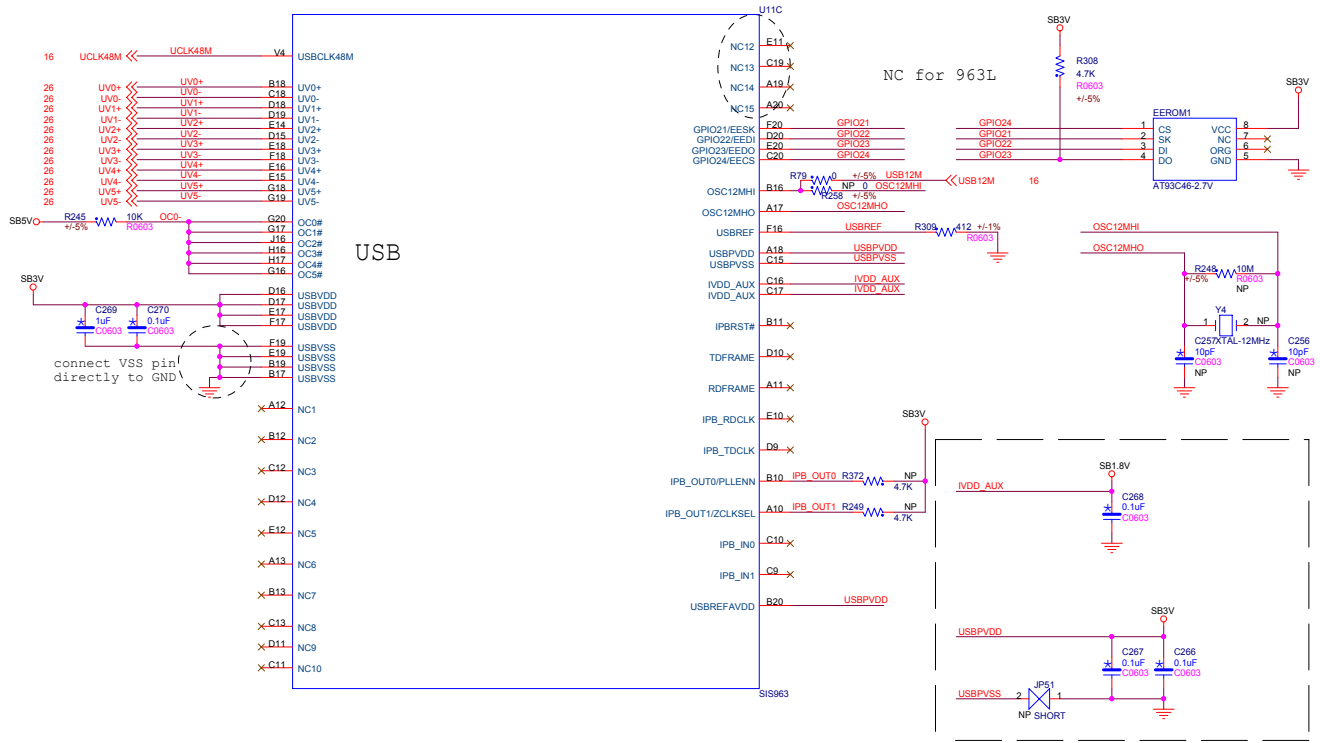 U11C
16 UCLK48M UCLK48M V4 USBCLK48M
26 UV0+ UV0+ B18 UV0+
26 UV0- UV0- C18 UV0-
26 UV1+ UV1+ D18 UV1+
26 UV1- UV1- D19 UV1-
26 UV2+ UV2+ E14 UV2+
26 UV2- UV2- D15 UV2-
26 UV3+ UV3+ E18 UV3+
26 UV3- UV3- F18 UV3-
26 UV4+ UV4+ E16 UV4+
26 UV4- UV4- E15 UV4-
26 UV5+ UV5+ G18 UV5+
26 UV5- UV5- G19 UV5-
SB5V R245 10K OC0- G20 OC0#
+/-5% R0603
G17 OC1#
J16 OC2#
H16 OC3#
H17 OC4#
G16 OC5#
USB
SB3V
D16 USBVDD
D17 USBVDD
E17 USBVDD
F17 USBVDD
C269 1uF C0603
C270 0.1uF C0603
F19 USBVSS
E19 USBVSS
B19 USBVSS
B17 USBVSS
connect VSS pin
directly to GND
A12 NC1
B12 NC2
C12 NC3
D12 NC4
E12 NC5
A13 NC6
B13 NC7
C13 NC8
D11 NC9
C11 NC10
NC12 E11
NC13 C19
NC14 A19
NC15 A20
NC for 963L
GPIO21/EESK F20 GPIO21
GPIO22/EEDI D20 GPIO22
GPIO23/EEDO E20 GPIO23
GPIO24/EECS C20 GPIO24
OSC12MHI B16
R79 0 +/-5% USB12M USB12M 16
NP 0 OSC12MHI
R258 +/-5%
OSC12MHO A17 OSC12MHO
USBREF F16 USBREF R309 412 +/-1%
R0603
USBPVDD A18 USBPVDD
USBPVSS C15 USBPVSS
IVDD_AUX C16 IVDD_AUX
IVDD_AUX C17 IVDD_AUX
IPBRST# B11
TDFRAME D10
RDFRAME A11
IPB_RDCLK E10
IPB_TDCLK D9
IPB_OUT0/PLLENN B10 IPB_OUT0 R372 NP
4.7K
IPB_OUT1/ZCLKSEL A10 IPB_OUT1 R249 NP
4.7K
SB3V
IPB_IN0 C10
IPB_IN1 C9
USBREFAVDD B20 USBPVDD
SIS963
SB3V
R308
4.7K
R0603
+/-5%
SB3V
EEROM1
GPIO24 1 CS VCC 8
GPIO21 2 SK NC 7
GPIO22 3 DI ORG 6
GPIO23 4 DO GND 5
AT93C46-2.7V
OSC12MHI
OSC12MHO
R248 10M
+/-5% R0603
NP
Y4
1 2 NP
XTAL-12MHz
C257
10pF
C0603
NP
C256
10pF
C0603
NP
SB1.8V
IVDD_AUX
C268
0.1uF
C0603
SB3V
USBPVDD
C267
0.1uF
C0603
C266
0.1uF
C0603
JP51
USBPVSS 2 1
NP SHORT